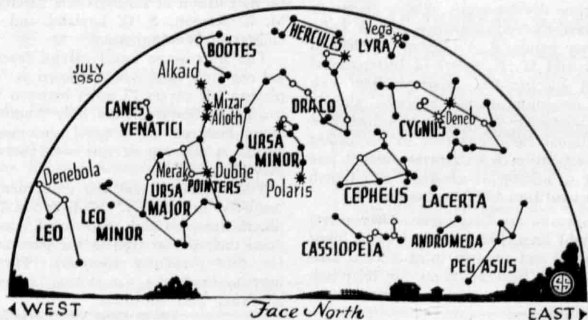 JULY
1950
BOÖTES
HERCULES
Vega
LYRA
Alkaid
CANES
VENATICI
Mizar
Alioth
DRACO
CYGNUS
Deneb
Denebola
Merak
Dubhe
POINTERS
URSA
MAJOR
URSA
MINOR
Polaris
CEPHEUS
LACERTA
LEO
LEO
MINOR
CASSIOPEIA
ANDROMEDA
PEGASUS
WEST
Face North
EAST